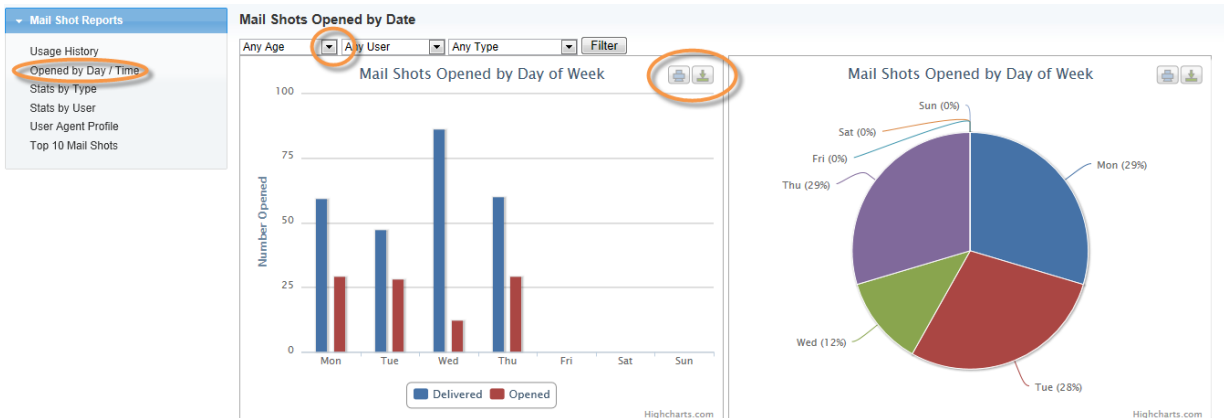 Mail Shot Reports
Usage History
Opened by Day / Time
Stats by Type
Stats by User
User Agent Profile
Top 10 Mail Shots
Mail Shots Opened by Date
Any Age Any User Any Type Filter
Mail Shots Opened by Day of Week
Number Opened
100
75
50
25
0
Mon Tue Wed Thu Fri Sat Sun
Delivered Opened
Highcharts.com
Mail Shots Opened by Day of Week
Sun (0%)
Sat (0%)
Fri (0%)
Mon (29%)
Thu (29%)
Wed (12%)
Tue (28%)
Highcharts.com